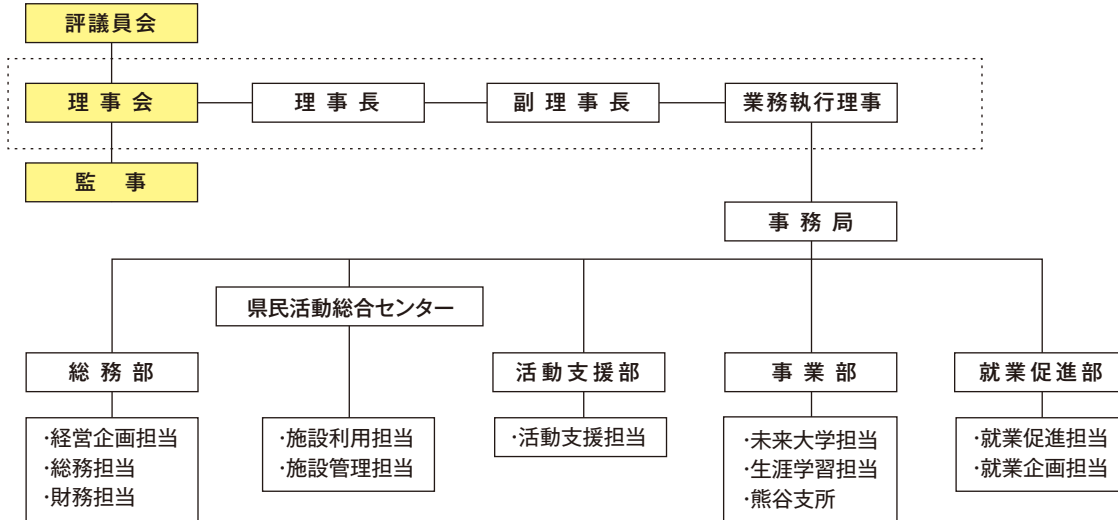 評議員会
理事会
理事長
副理事長
業務執行理事
監事
事務局
県民活動総合センター
総務部
活動支援部
事業部
就業促進部
・経営企画担当
・総務担当
・財務担当
・施設利用担当
・施設管理担当
・活動支援担当
・未来大学担当
・生涯学習担当
・熊谷支所
・就業促進担当
・就業企画担当